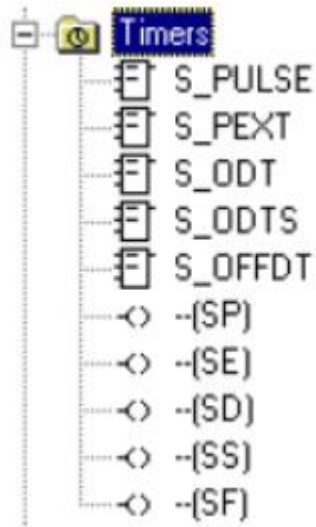 Timers
S_PULSE
S_PEXT
S_ODT
S_ODTS
S_OFFDT
--(SP)
--(SE)
--(SD)
--(SS)
--(SF)